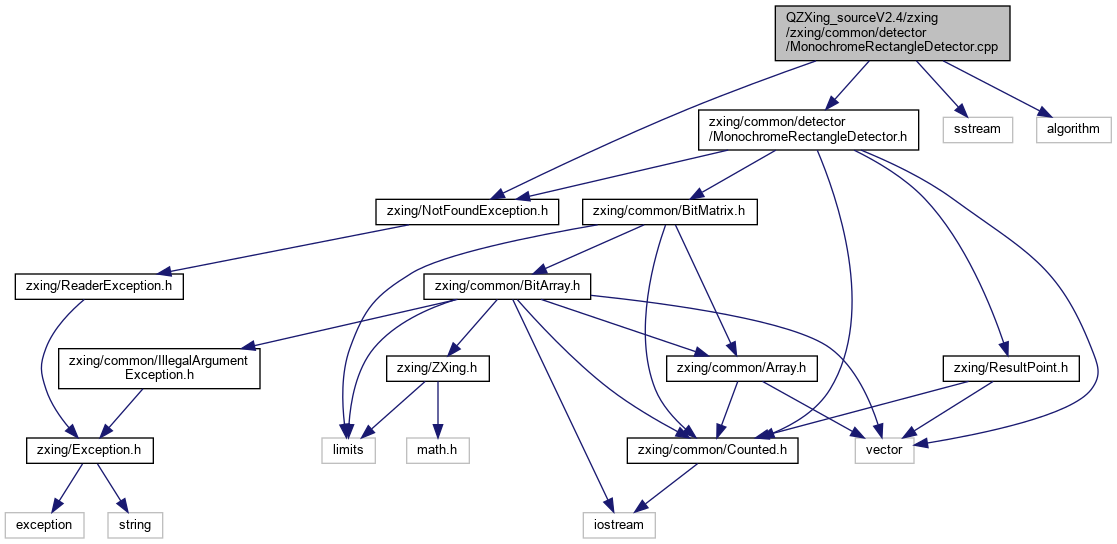 QZXing_sourceV2.4/zxing
/zxing/common/detector
/MonochromeRectangleDetector.cpp
zxing/common/detector
/MonochromeRectangleDetector.h
sstream
algorithm
zxing/NotFoundException.h
zxing/common/BitMatrix.h
zxing/ReaderException.h
zxing/common/BitArray.h
zxing/common/IllegalArgument
Exception.h
zxing/ZXing.h
zxing/common/Array.h
zxing/ResultPoint.h
zxing/Exception.h
limits
math.h
zxing/common/Counted.h
vector
exception
string
iostream